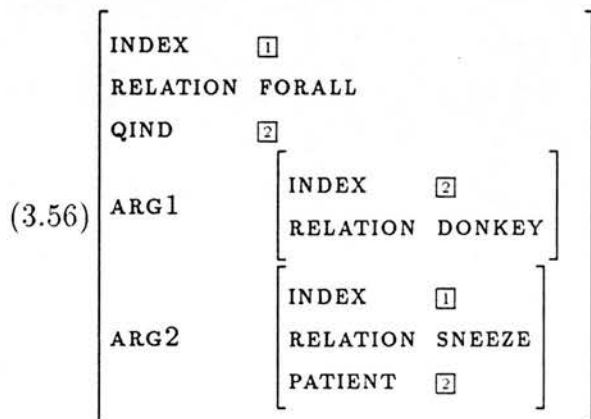 INDEX 1
RELATION FORALL
QIND 2
INDEX 2
(3.56) ARG1
RELATION DONKEY
INDEX 1
ARG2 RELATION SNEEZE
PATIENT 2